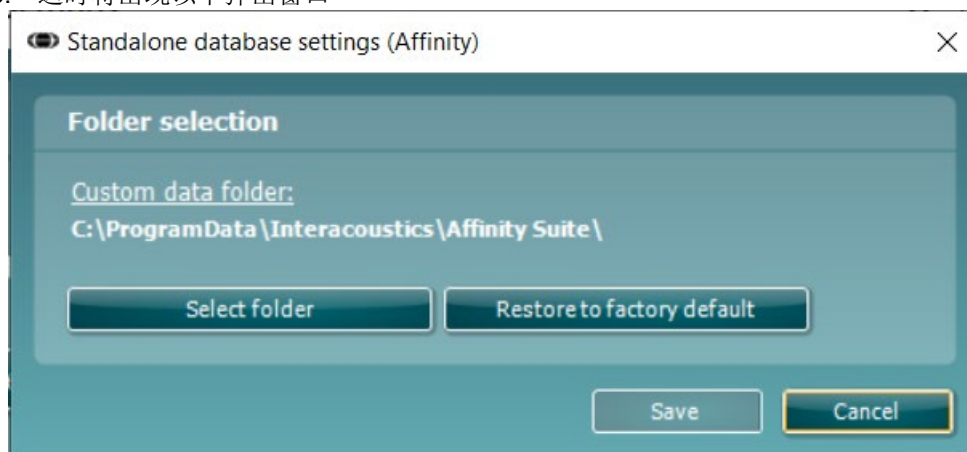 Standalone database settings (Affinity)
Folder selection
Custom data folder:
C:\ProgramData\Interacoustics\Affinity Suite\
Select folder
Restore to factory default
Save
Cancel